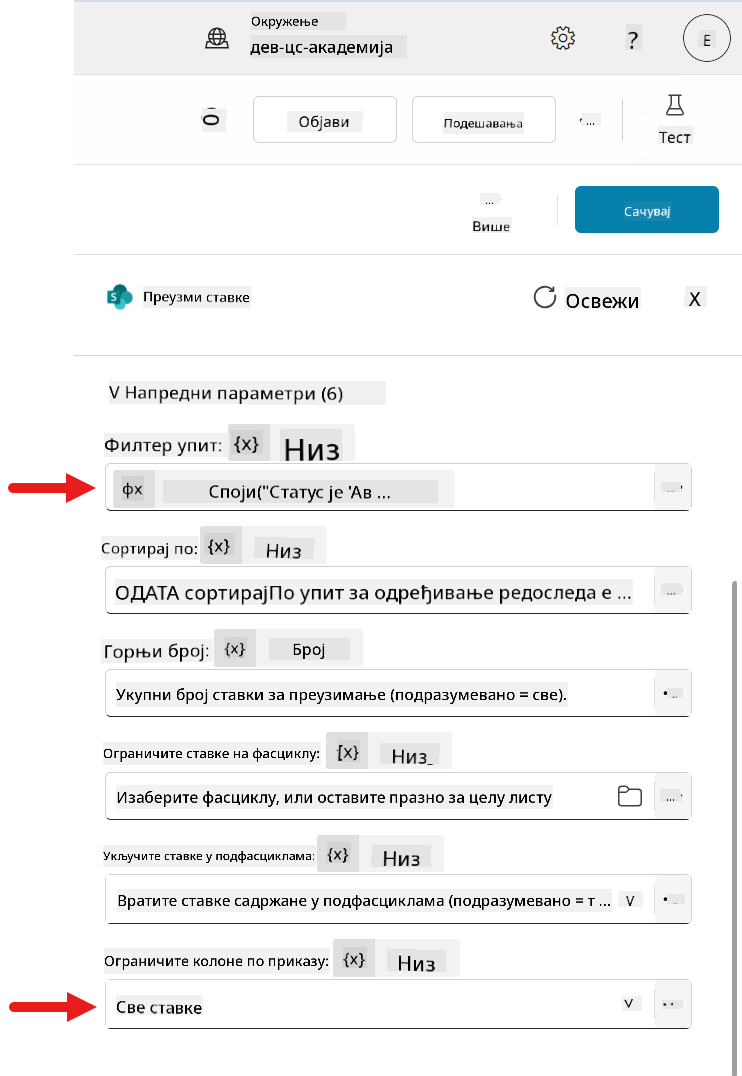 Окружење
дев-цс-академија
?
E
Објави
Подешавања
...
Тест
...
Више
Сачувај
S
Преузми ставке
Освежи
X
V Напредни параметри (6)
Филтер упит: {x} Низ
фх Споји("Статус је 'Ав ...
Сортирај по: {x} Низ
ОДАТА сортирајПо упит за одређивање редоследа е ...
Горњи број: {x} Број
Укупни број ставки за преузимање (подразумевано = све).
Ограничите ставке на фасциклу: {x} Низ_
Изаберите фасциклу, или оставите празно за целу листу
Укључите ставке у подфасциклама: {x} Низ
Вратите ставке садржане у подфасциклама (подразумевано = т ... V
Ограничите колоне по приказу: {x} Низ
Све ставке V